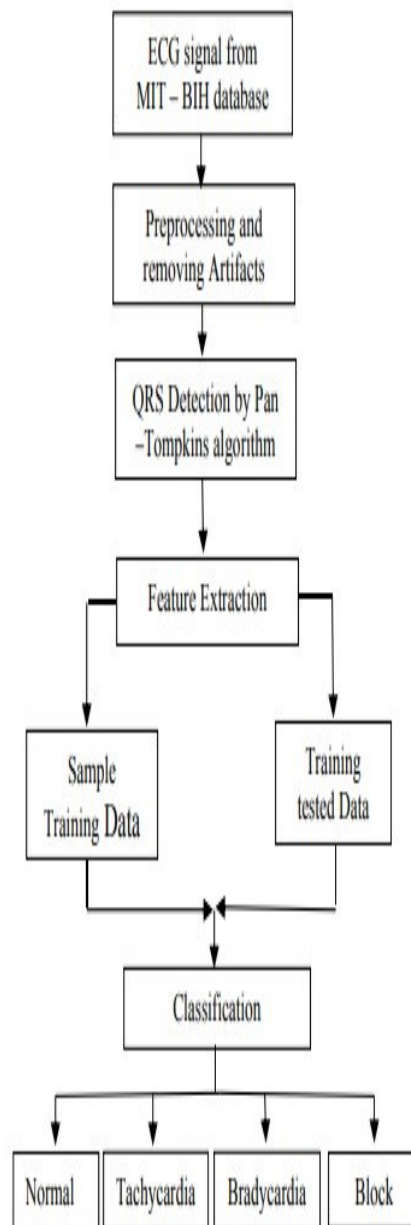 ECG signal from
MIT – BIH database
Preprocessing and
removing Artifacts
QRS Detection by Pan
–Tompkins algorithm
Feature Extraction
Sample
Training Data
Training
tested Data
Classification
Normal
Tachycardia
Bradycardia
Block